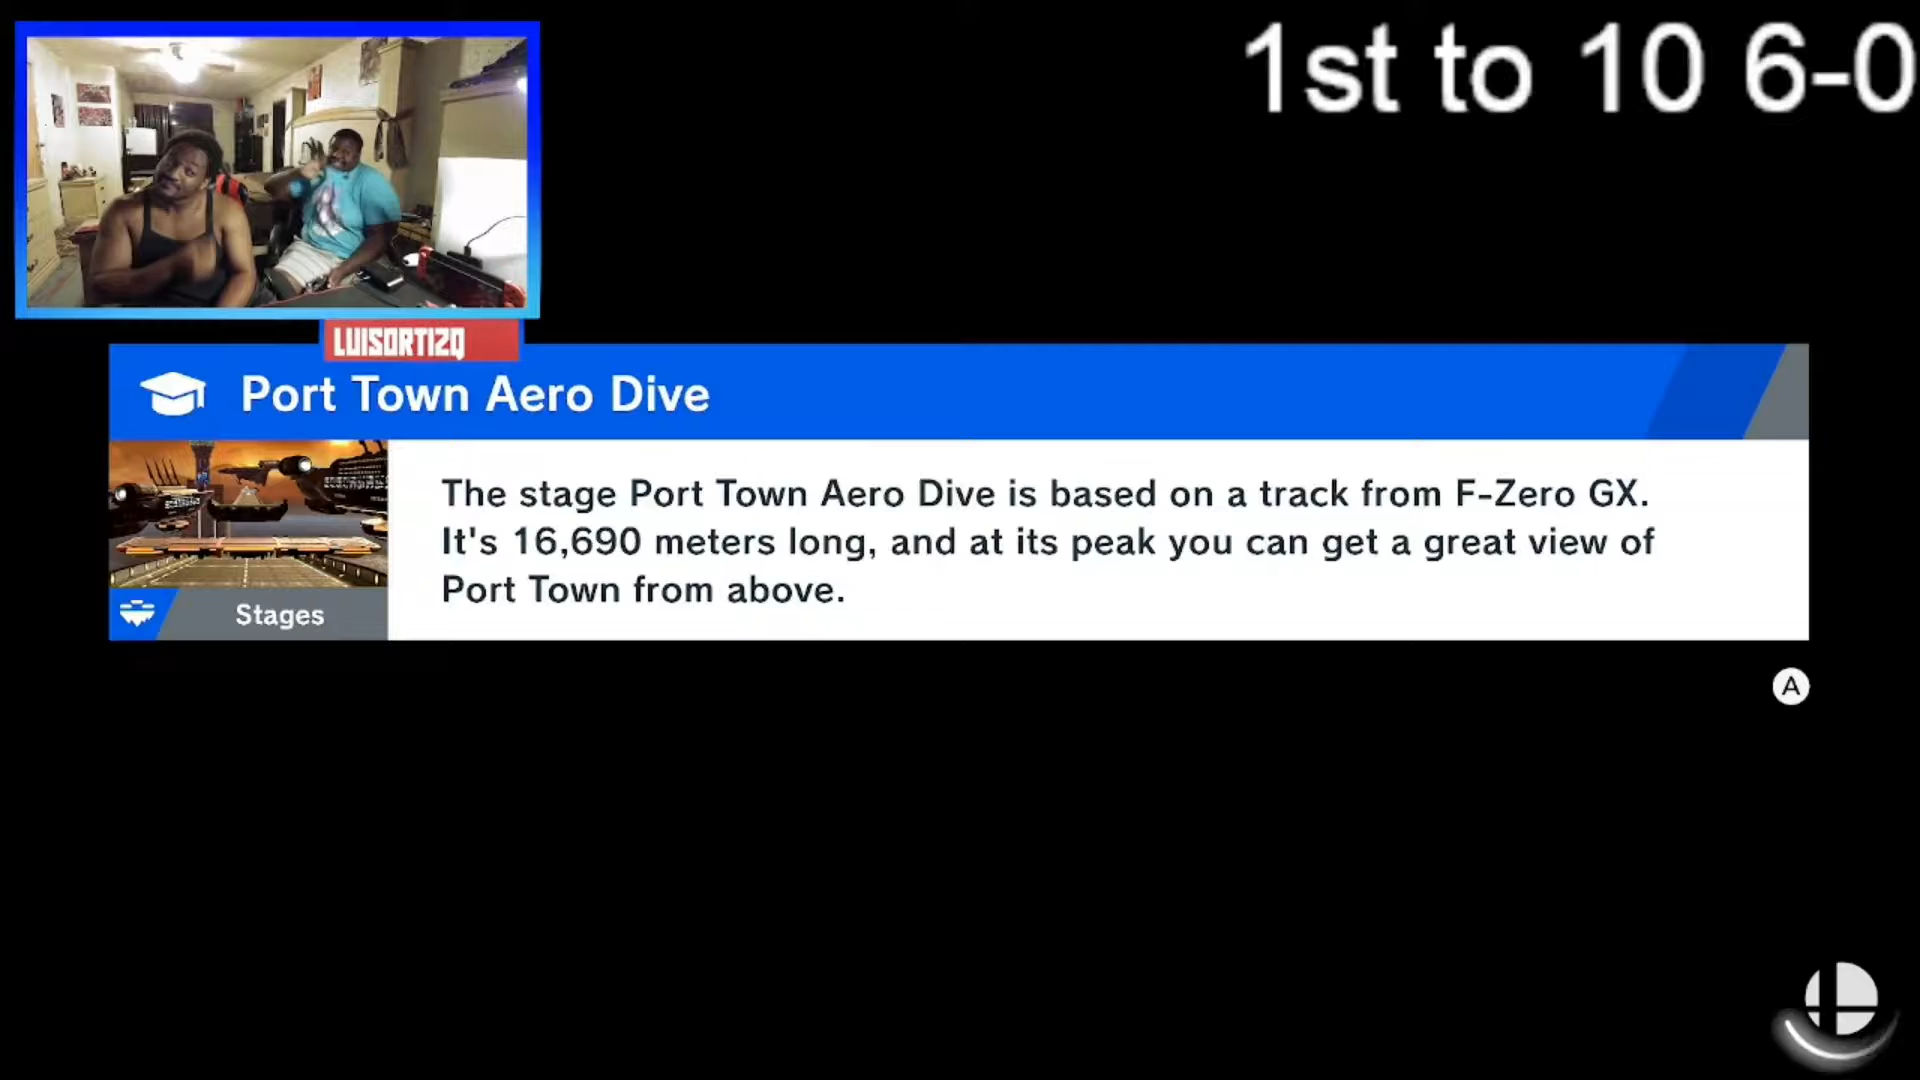 1st to 10 6-0
LUISORTIZQ
Port Town Aero Dive
The stage Port Town Aero Dive is based on a track from F-Zero GX.
It's 16,690 meters long, and at its peak you can get a great view of
Port Town from above.
Stages
A